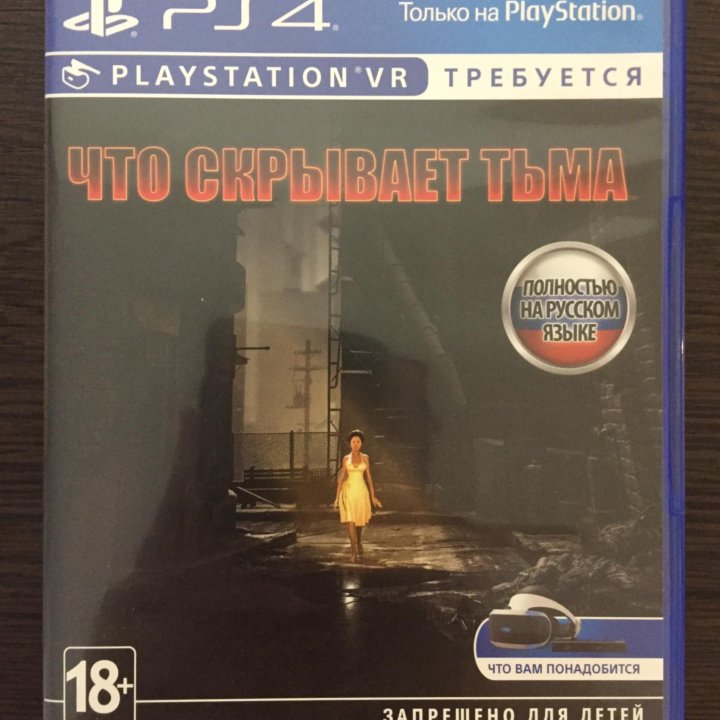 PS4
Только на PlayStation®
PLAYSTATION®VR ТРЕБУЕТСЯ
ЧТО СКРЫВАЕТ ТЬМА™
ПОЛНОСТЬЮ
НА РУССКОМ
ЯЗЫКЕ
ЧТО ВАМ ПОНАДОБИТСЯ
18+
ЗАПРЕЩЕНО ДЛЯ ДЕТЕЙ